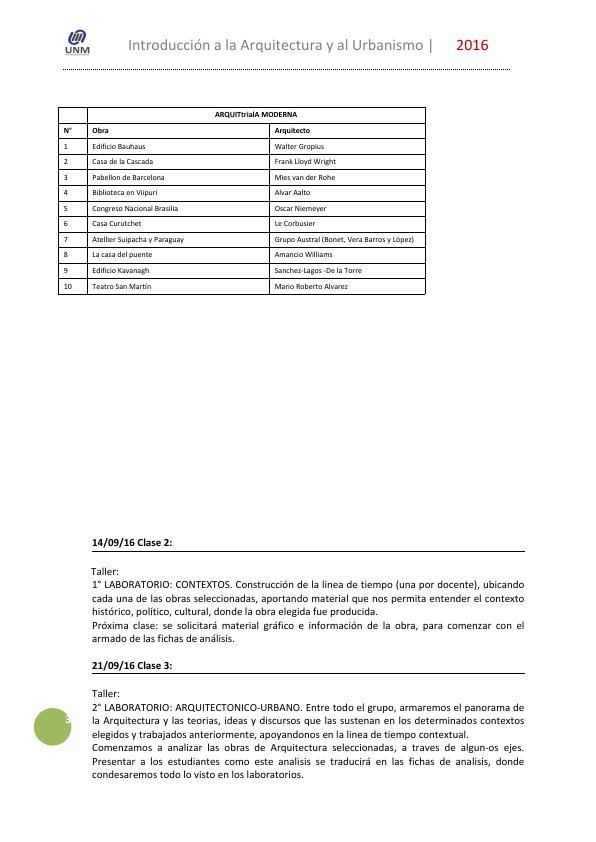 UNM
Introducción a la Arquitectura y al Urbanismo | 2016
ARQUITtrialA MODERNA
N° Obra Arquitecto
1 Edificio Bauhaus Walter Gropius
2 Casa de la Cascada Frank Lloyd Wright
3 Pabellon de Barcelona Mies van der Rohe
4 Biblioteca en Viipuri Alvar Aalto
5 Congreso Nacional Brasilia Oscar Niemeyer
6 Casa Curutchet Le Corbusier
7 Atellier Suipacha y Paraguay Grupo Austral (Bonet, Vera Barros y López)
8 La casa del puente Amancio Williams
9 Edificio Kavanagh Sanchez-Lagos -De la Torre
10 Teatro San Martín Mario Roberto Alvarez
14/09/16 Clase 2:
Taller:
1° LABORATORIO: CONTEXTOS. Construcción de la linea de tiempo (una por docente), ubicando
cada una de las obras seleccionadas, aportando material que nos permita entender el contexto
histórico, político, cultural, donde la obra elegida fue producida.
Próxima clase: se solicitará material gráfico e información de la obra, para comenzar con el
armado de las fichas de análisis.
21/09/16 Clase 3:
Taller:
2° LABORATORIO: ARQUITECTONICO-URBANO. Entre todo el grupo, armaremos el panorama de
la Arquitectura y las teorias, ideas y discursos que las sustenan en los determinados contextos
elegidos y trabajados anteriormente, apoyandonos en la linea de tiempo contextual.
Comenzamos a analizar las obras de Arquitectura seleccionadas, a traves de algun-os ejes.
Presentar a los estudiantes como este analisis se traducirá en las fichas de analisis, donde
condesaremos todo lo visto en los laboratorios.
3